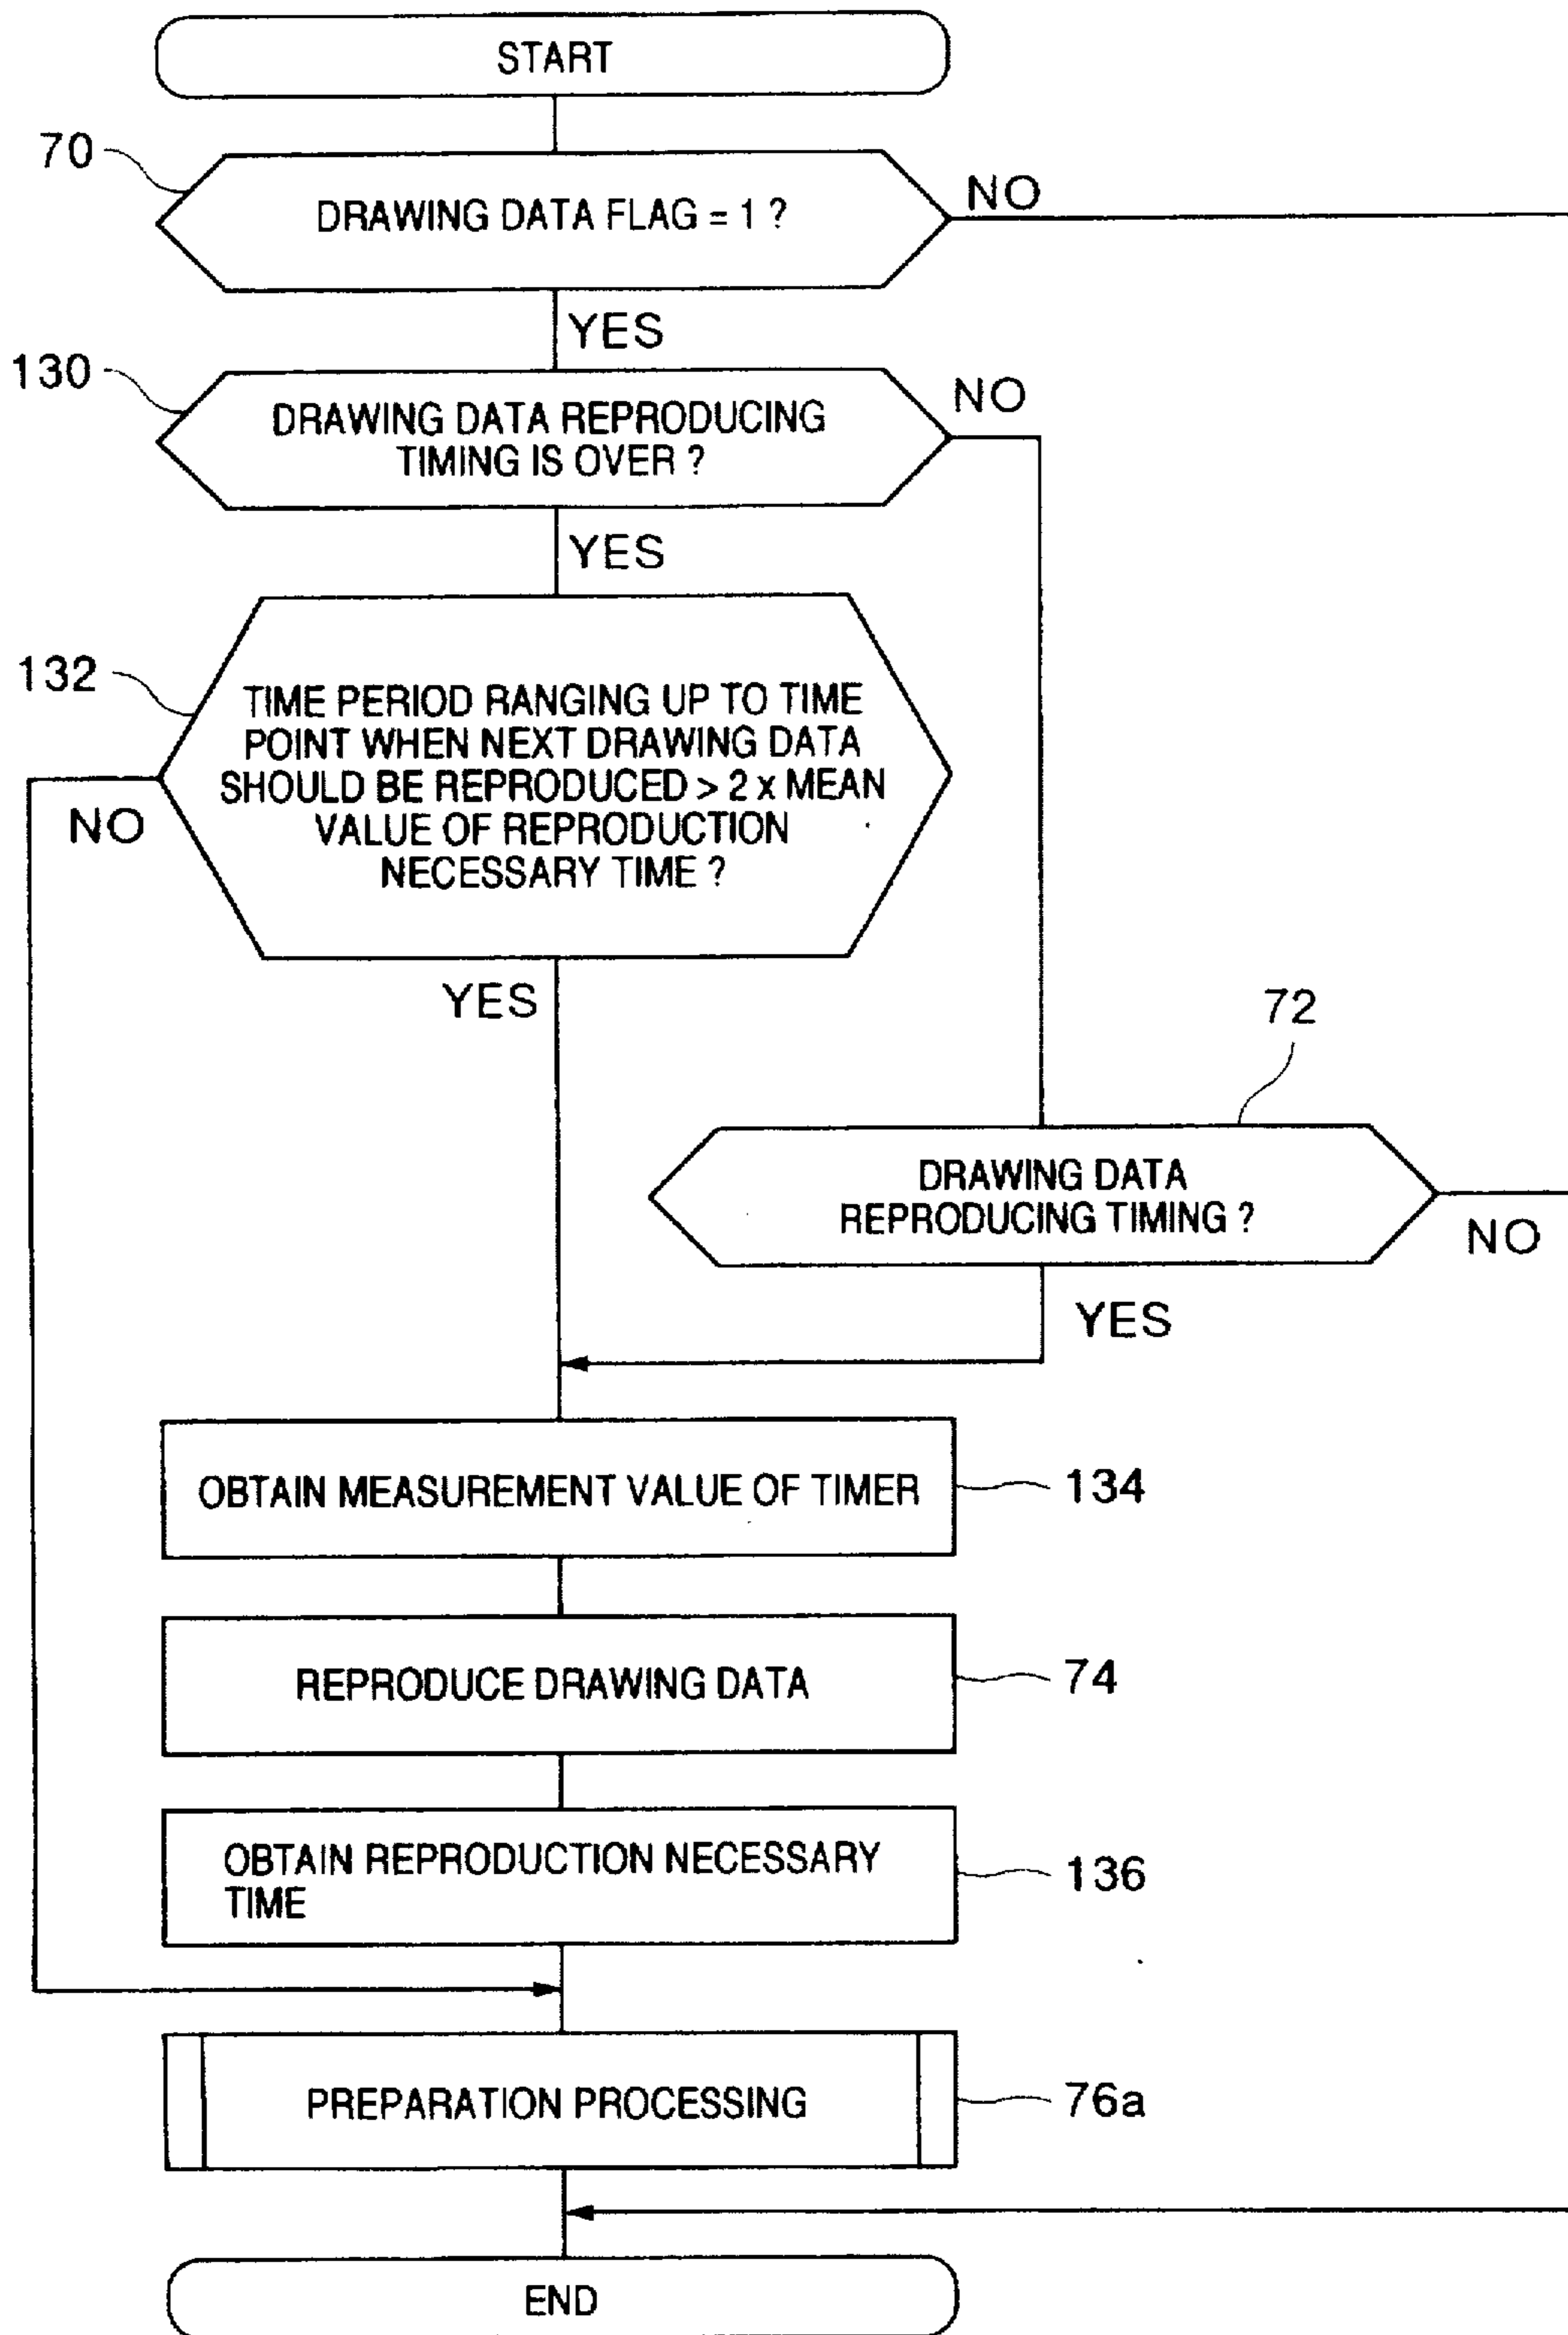 START
70
DRAWING DATA FLAG = 1 ?
NO
YES
130
DRAWING DATA REPRODUCING
TIMING IS OVER ?
NO
YES
132
TIME PERIOD RANGING UP TO TIME
POINT WHEN NEXT DRAWING DATA
SHOULD BE REPRODUCED > 2 x MEAN
VALUE OF REPRODUCTION
NECESSARY TIME ?
NO
YES
72
DRAWING DATA
REPRODUCING TIMING ?
NO
YES
OBTAIN MEASUREMENT VALUE OF TIMER
134
REPRODUCE DRAWING DATA
74
OBTAIN REPRODUCTION NECESSARY
TIME
136
PREPARATION PROCESSING
76a
END